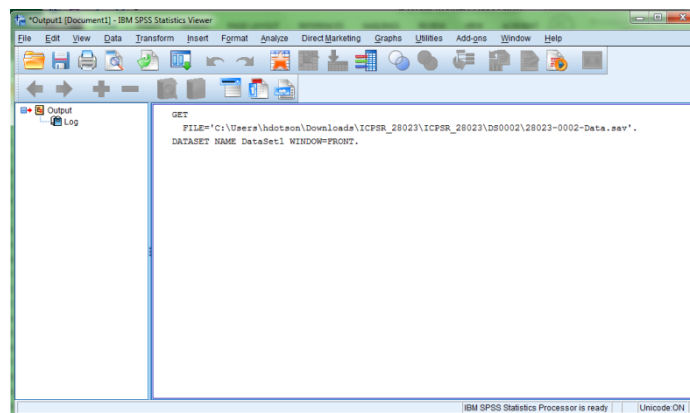 *Output1 [Document1] - IBM SPSS Statistics Viewer
File Edit View Data Transform Insert Format Analyze Direct Marketing Graphs Utilities Add-ons Window Help
Output
Log
GET
FILE='C:\Users\hdotson\Downloads\ICPSR_28023\ICPSR_28023\DS0002\28023-0002-Data.sav'.
DATASET NAME DataSet1 WINDOW=FRONT.
IBM SPSS Statistics Processor is ready Unicode:ON